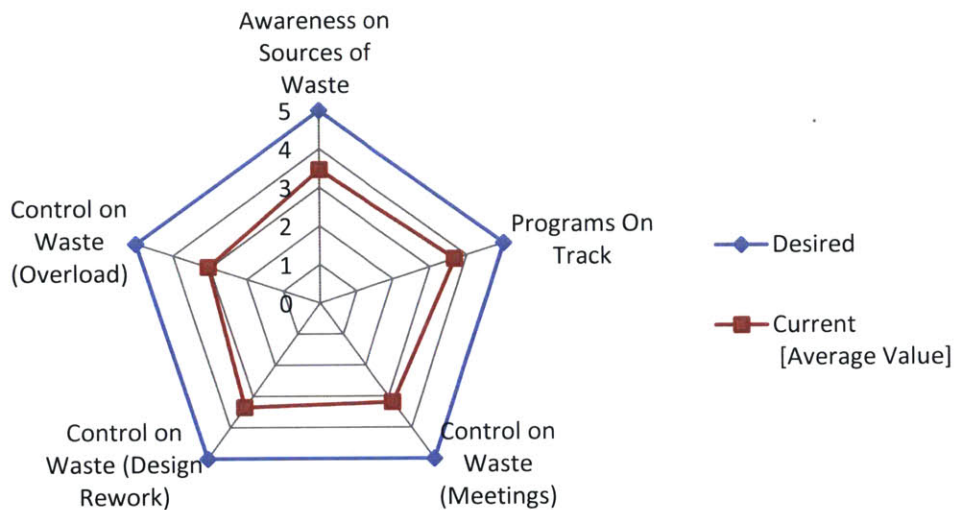 Awareness on
Sources of
Waste
5
4
3
2
1
0
Programs On
Track
Control on
Waste
(Meetings)
Control on
Waste (Design
Rework)
Control on
Waste
(Overload)
Desired
Current
[Average Value]